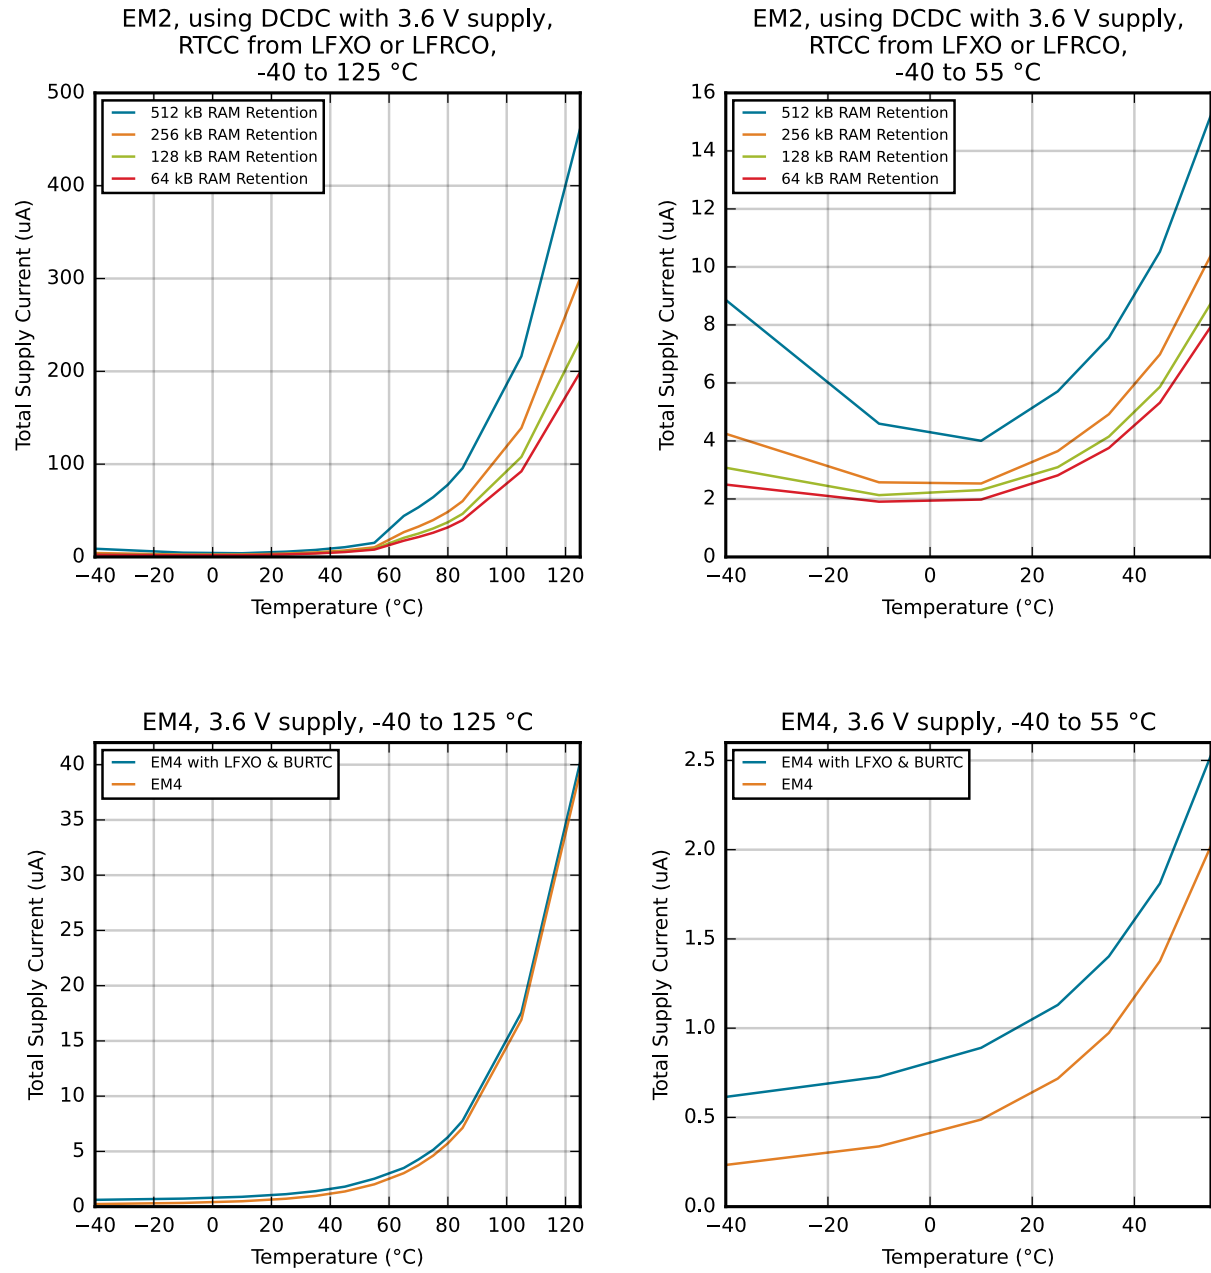 EM2, using DCDC with 3.6 V supply,
RTCC from LFXO or LFRCO,
-40 to 125 °C
500
400
300
200
100
0
Total Supply Current (uA)
512 kB RAM Retention
256 kB RAM Retention
128 kB RAM Retention
64 kB RAM Retention
−40 −20 0 20 40 60 80 100 120
Temperature (°C)
EM2, using DCDC with 3.6 V supply,
RTCC from LFXO or LFRCO,
-40 to 55 °C
16
14
12
10
8
6
4
2
0
Total Supply Current (uA)
512 kB RAM Retention
256 kB RAM Retention
128 kB RAM Retention
64 kB RAM Retention
−40 −20 0 20 40
Temperature (°C)
EM4, 3.6 V supply, -40 to 125 °C
40
35
30
25
20
15
10
5
0
Total Supply Current (uA)
EM4 with LFXO & BURTC
EM4
−40 −20 0 20 40 60 80 100 120
Temperature (°C)
EM4, 3.6 V supply, -40 to 55 °C
2.5
2.0
1.5
1.0
0.5
0.0
Total Supply Current (uA)
EM4 with LFXO & BURTC
EM4
−40 −20 0 20 40
Temperature (°C)